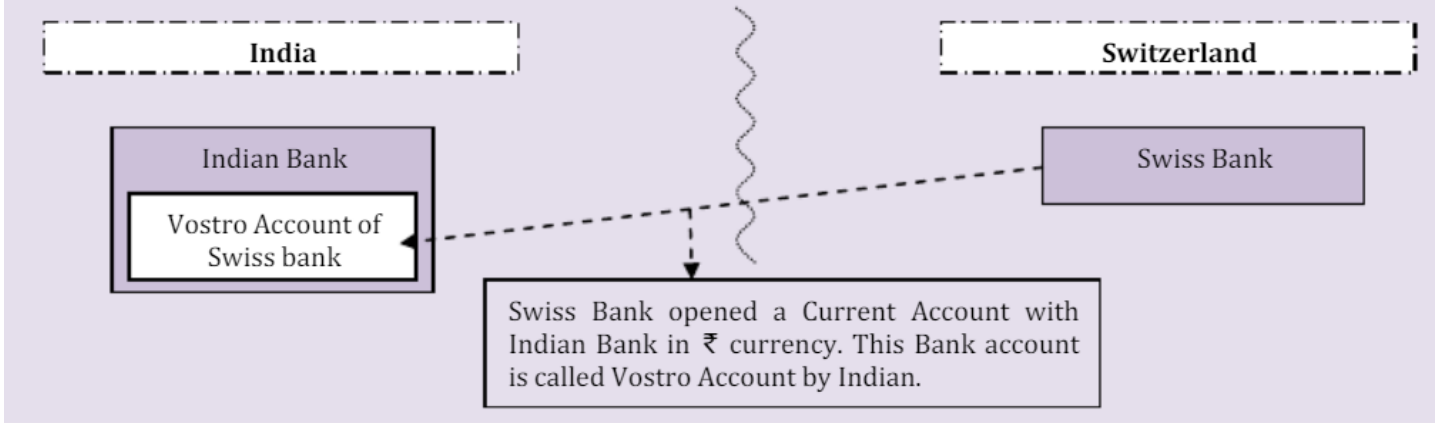 India
Switzerland
Indian Bank
Swiss Bank
Vostro Account of
Swiss bank
Swiss Bank opened a Current Account with
Indian Bank in ₹ currency. This Bank account
is called Vostro Account by Indian.